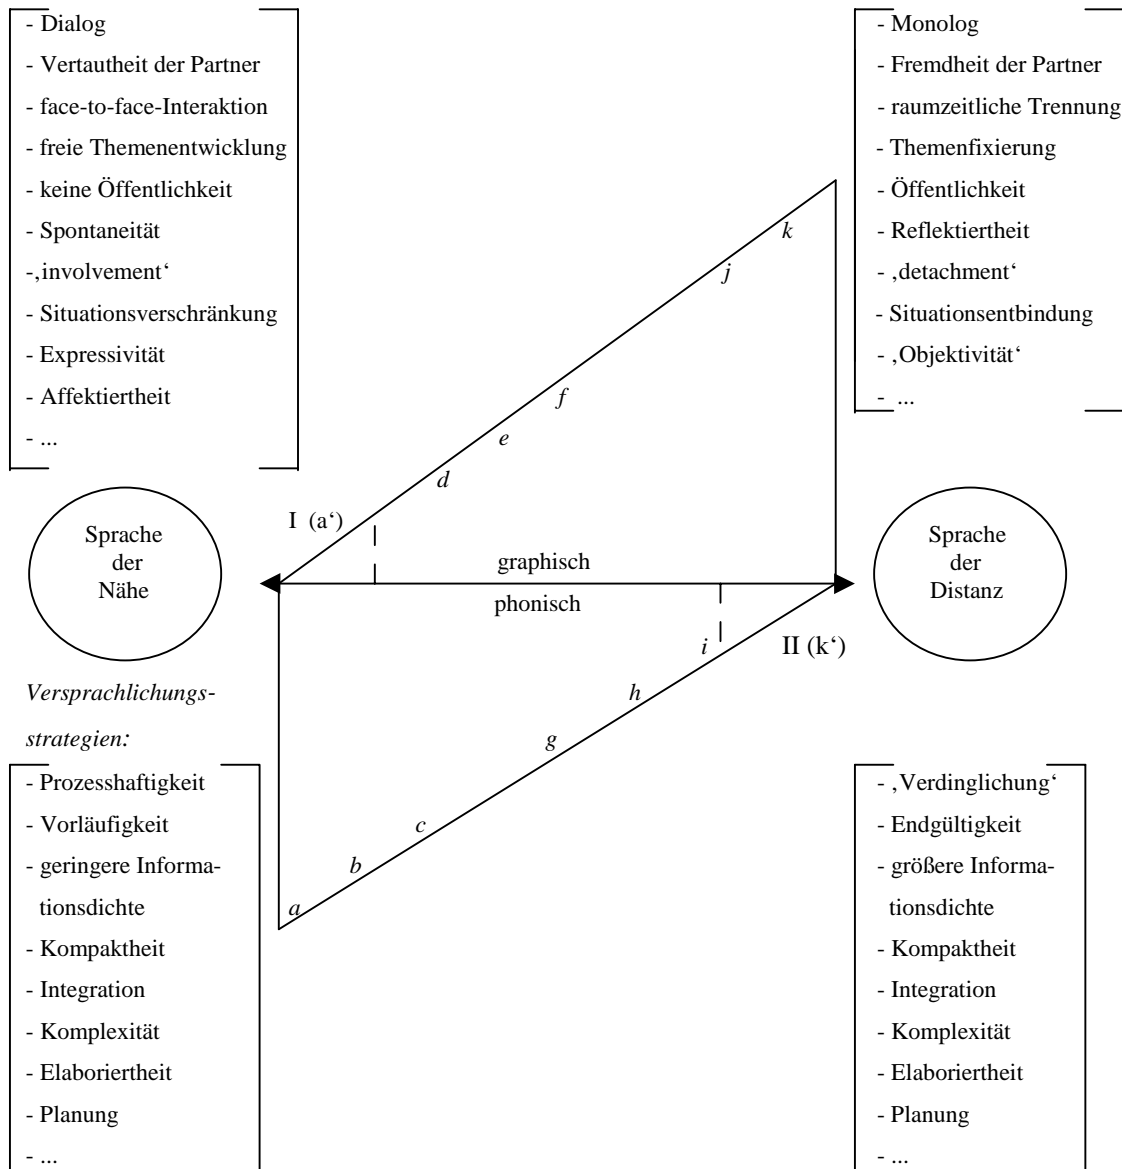 - Dialog
- Vertautheit der Partner
- face-to-face-Interaktion
- freie Themenentwicklung
- keine Öffentlichkeit
- Spontaneität
-‚involvement‘
- Situationsverschränkung
- Expressivität
- Affektiertheit
- ...
- Monolog
- Fremdheit der Partner
- raumzeitliche Trennung
- Themenfixierung
- Öffentlichkeit
- Reflektiertheit
- ‚detachment‘
- Situationsentbindung
- ‚Objektivität‘
- ...
k
j
f
e
d
I (a‘)
Sprache
der
Nähe
graphisch
phonisch
Sprache
der
Distanz
i
II (k‘)
h
g
c
b
a
Versprachlichungs-
strategien:
- Prozesshaftigkeit
- Vorläufigkeit
- geringere Informa-
tionsdichte
- Kompaktheit
- Integration
- Komplexität
- Elaboriertheit
- Planung
- ...
- ‚Verdinglichung‘
- Endgültigkeit
- größere Informa-
tionsdichte
- Kompaktheit
- Integration
- Komplexität
- Elaboriertheit
- Planung
- ...